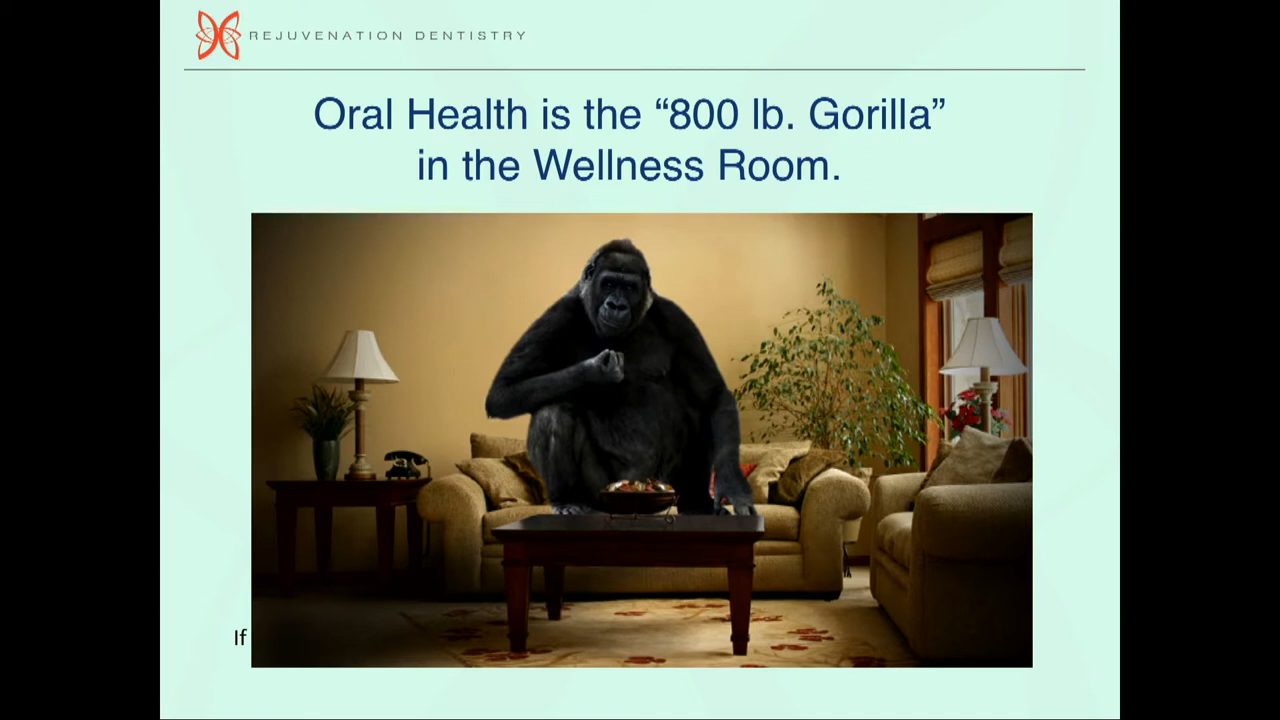 REJUVENATION DENTISTRY
Oral Health is the “800 lb. Gorilla”
in the Wellness Room.
If